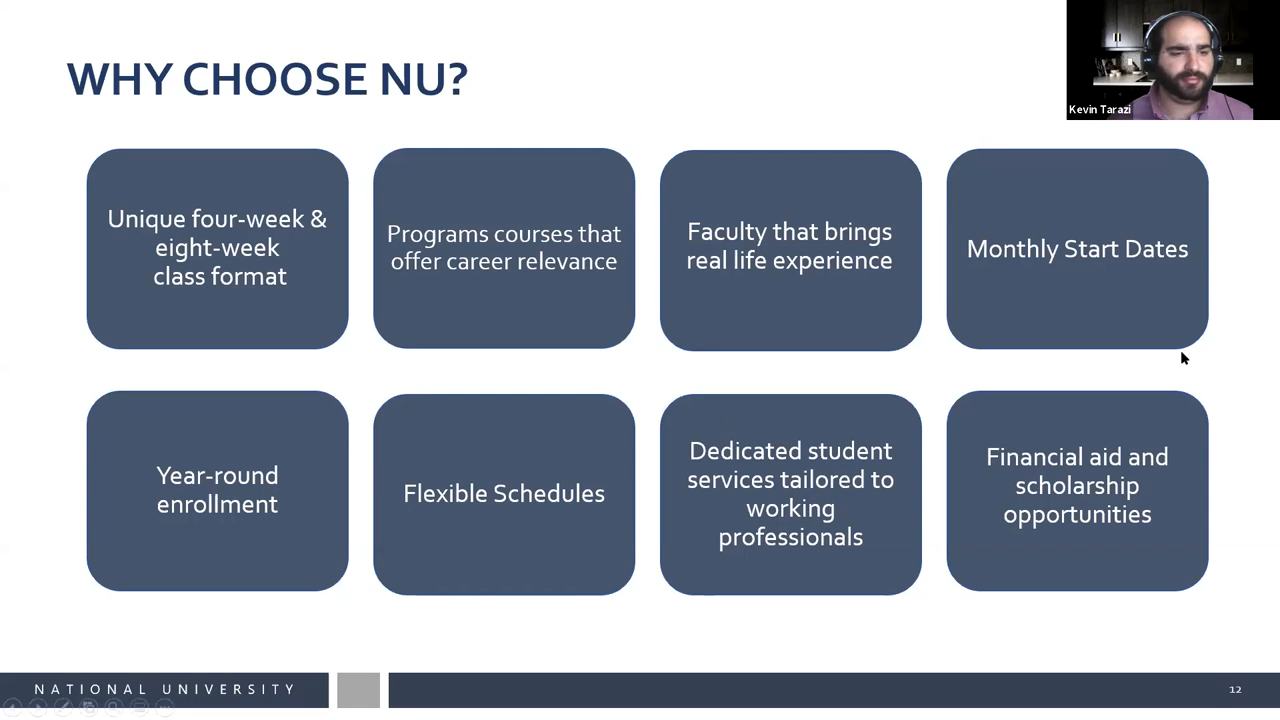 WHY CHOOSE NU?
Kevin Tarazi
Unique four-week &
eight-week
class format
Programs courses that
offer career relevance
Faculty that brings
real life experience
Monthly Start Dates
Year-round
enrollment
Flexible Schedules
Dedicated student
services tailored to
working
professionals
Financial aid and
scholarship
opportunities
NATIONAL UNIVERSITY
12